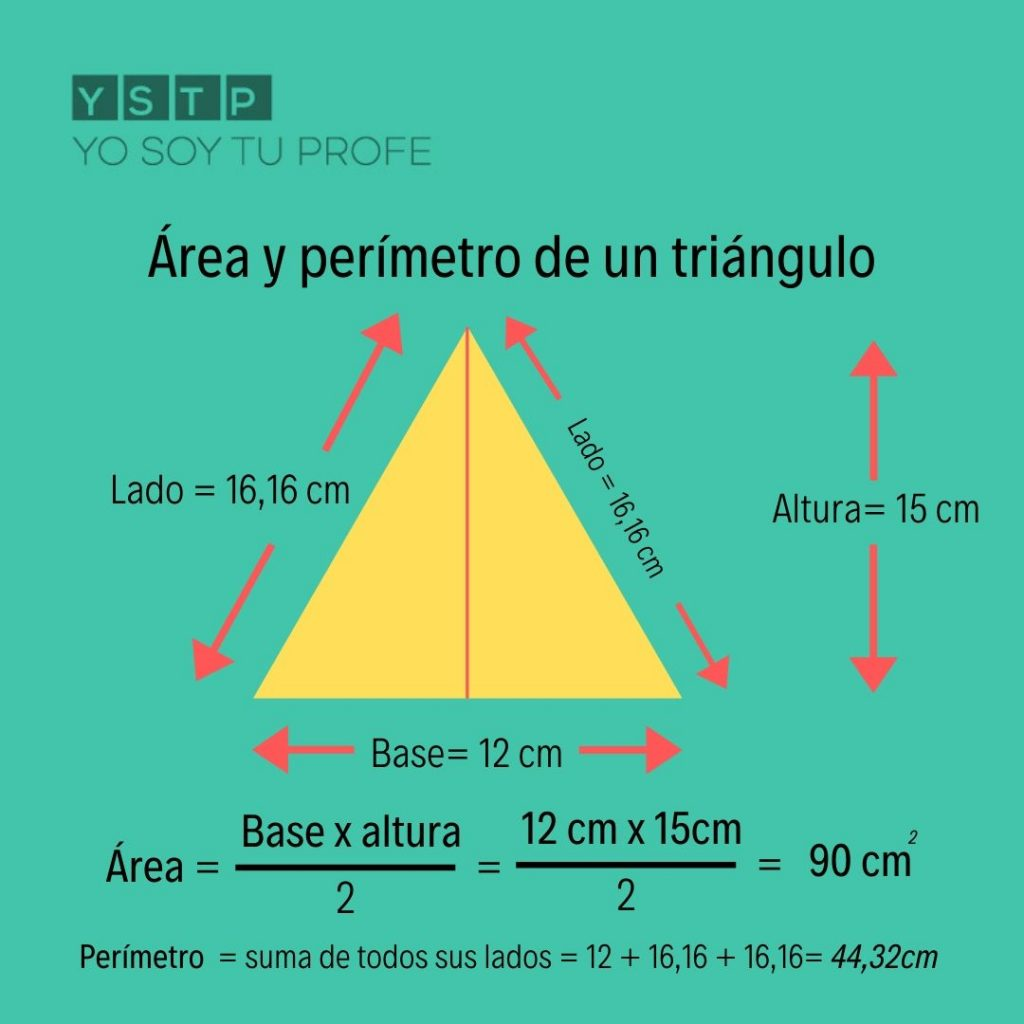 YSTP
YO SOY TU PROFE
Área y perímetro de un triángulo
Lado = 16,16 cm
Lado = 16,16 cm
Altura= 15 cm
Base= 12 cm
Área = Base x altura / 2 = 12 cm x 15cm / 2 = 90 cm²
Perímetro = suma de todos sus lados = 12 + 16,16 + 16,16= 44,32cm